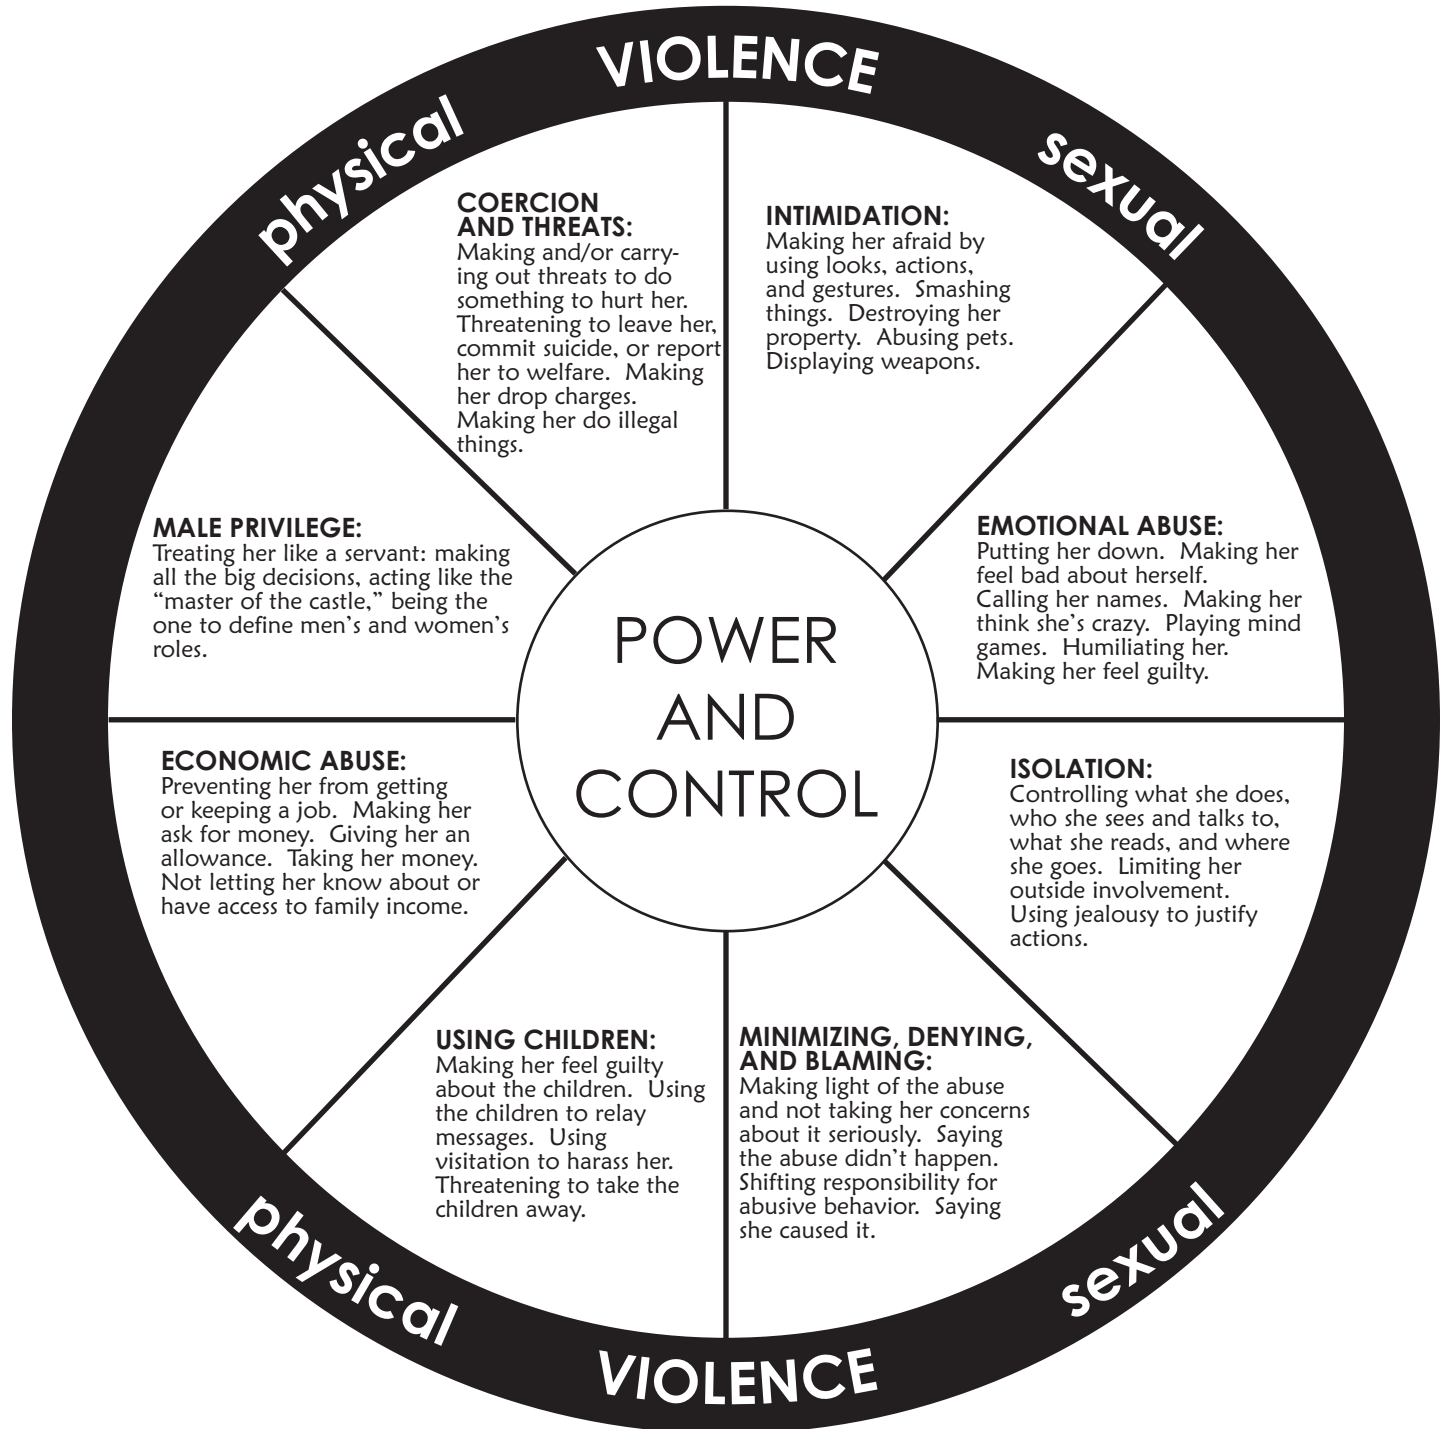 VIOLENCE
physical
sexual
COERCION
AND THREATS:
Making and/or carry-
ing out threats to do
something to hurt her.
Threatening to leave her,
commit suicide, or report
her to welfare.  Making
her drop charges.
Making her do illegal
things.
INTIMIDATION:
Making her afraid by
using looks, actions,
and gestures.  Smashing
things.  Destroying her
property.  Abusing pets.
Displaying weapons.
MALE PRIVILEGE:
Treating her like a servant: making
all the big decisions, acting like the
“master of the castle,” being the
one to define men’s and women’s
roles.
EMOTIONAL ABUSE:
Putting her down.  Making her
feel bad about herself.
Calling her names.  Making her
think she’s crazy.  Playing mind
games.  Humiliating her.
Making her feel guilty.
POWER
AND
CONTROL
ECONOMIC ABUSE:
Preventing her from getting
or keeping a job.  Making her
ask for money.  Giving her an
allowance.  Taking her money.
Not letting her know about or
have access to family income.
ISOLATION:
Controlling what she does,
who she sees and talks to,
what she reads, and where
she goes.  Limiting her
outside involvement.
Using jealousy to justify
actions.
USING CHILDREN:
Making her feel guilty
about the children.  Using
the children to relay
messages.  Using
visitation to harass her.
Threatening to take the
children away.
MINIMIZING, DENYING,
AND BLAMING:
Making light of the abuse
and not taking her concerns
about it seriously.  Saying
the abuse didn’t happen.
Shifting responsibility for
abusive behavior.  Saying
she caused it.
physical
sexual
VIOLENCE